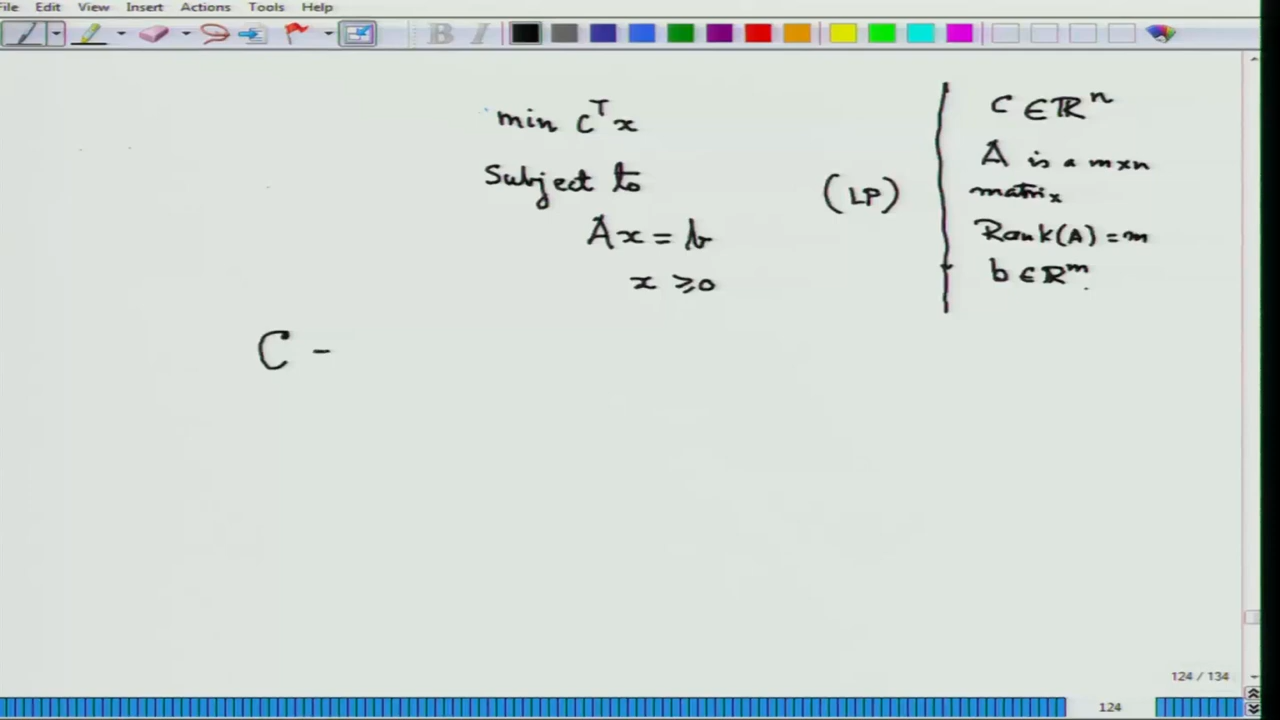 File Edit View Insert Actions Tools Help
B I
min cᵀx
Subject to
Ax = b
x ≥ 0
(LP)
c ∈ ℝⁿ
A is a m×n
matrix
Rank(A) = m
b ∈ ℝᵐ.
C –
124 / 134
124